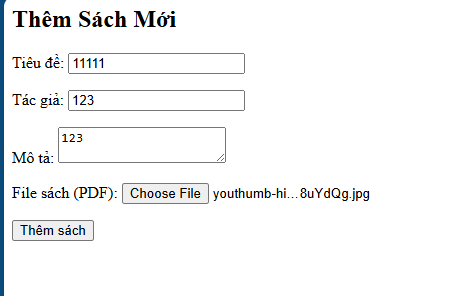 Thêm Sách Mới
Tiêu đề: 11111
Tác giả: 123
Mô tả: 123
File sách (PDF): Choose File youthumb-hi...8uYdQg.jpg
Thêm sách